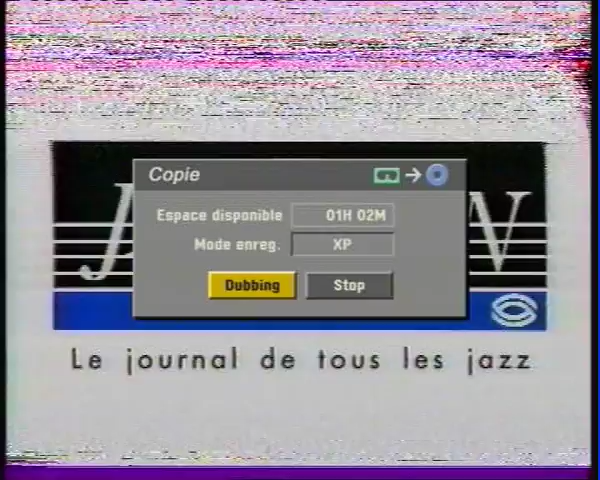 Copie
Espace disponible 01H 02M
Mode enreg. XP
Dubbing Stop
Le journal de tous les jazz